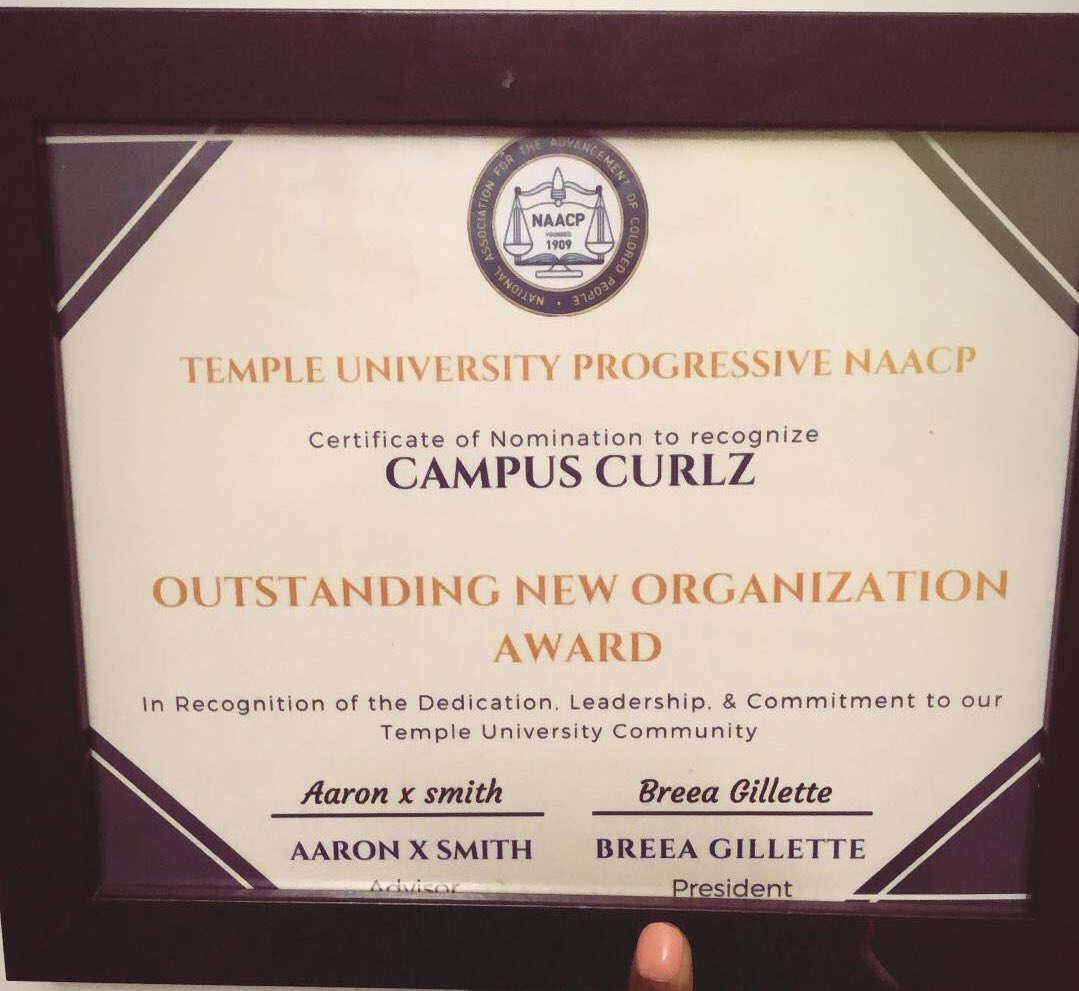 NATIONAL ASSOCIATION FOR THE ADVANCEMENT OF COLORED PEOPLE
NAACP
FOUNDED
1909
TEMPLE UNIVERSITY PROGRESSIVE NAACP
Certificate of Nomination to recognize
CAMPUS CURLZ
OUTSTANDING NEW ORGANIZATION
AWARD
In Recognition of the Dedication, Leadership, & Commitment to our
Temple University Community
Aaron x smith Breea Gillette
AARON X SMITH BREEA GILLETTE
Advisor President